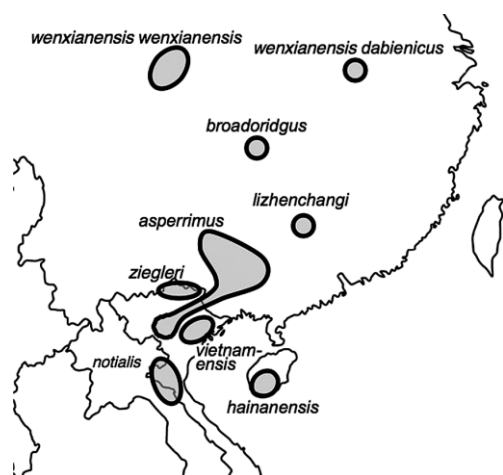 wenxianensis wenxianensis
wenxianensis dabienicus
broadoridgus
lizhenchangi
asperrimus
ziegleri
vietnam-
ensis
notialis
hainanensis